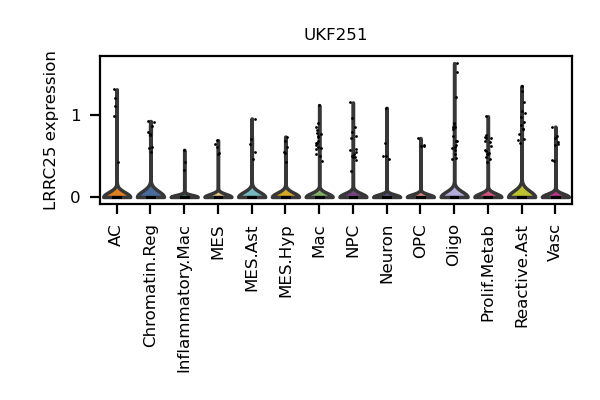 UKF251
LRRC25 expression
1
0
AC
Chromatin.Reg
Inflammatory.Mac
MES
MES.Ast
MES.Hyp
Mac
NPC
Neuron
OPC
Oligo
Prolif.Metab
Reactive.Ast
Vasc